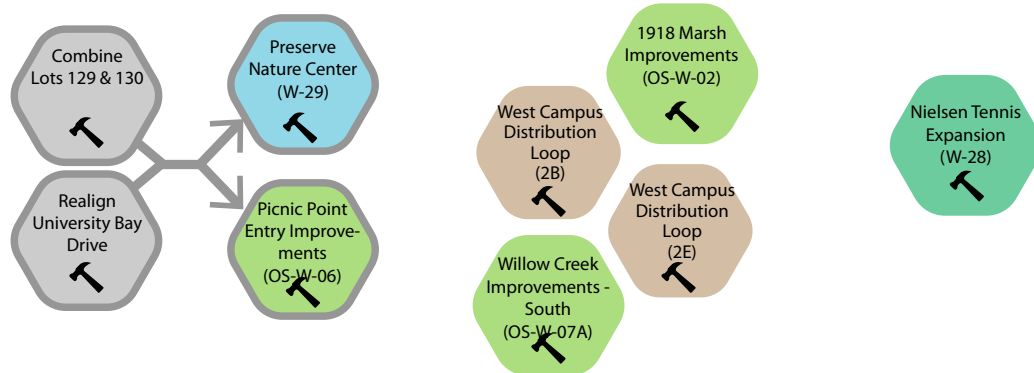 Combine
Lots 129 & 130
Realign
University Bay
Drive
Preserve
Nature Center
(W-29)
Picnic Point
Entry Improve-
ments
(OS-W-06)
1918 Marsh
Improvements
(OS-W-02)
West Campus
Distribution
Loop
(2B)
West Campus
Distribution
Loop
(2E)
Willow Creek
Improvements -
South
(OS-W-07A)
Nielsen Tennis
Expansion
(W-28)